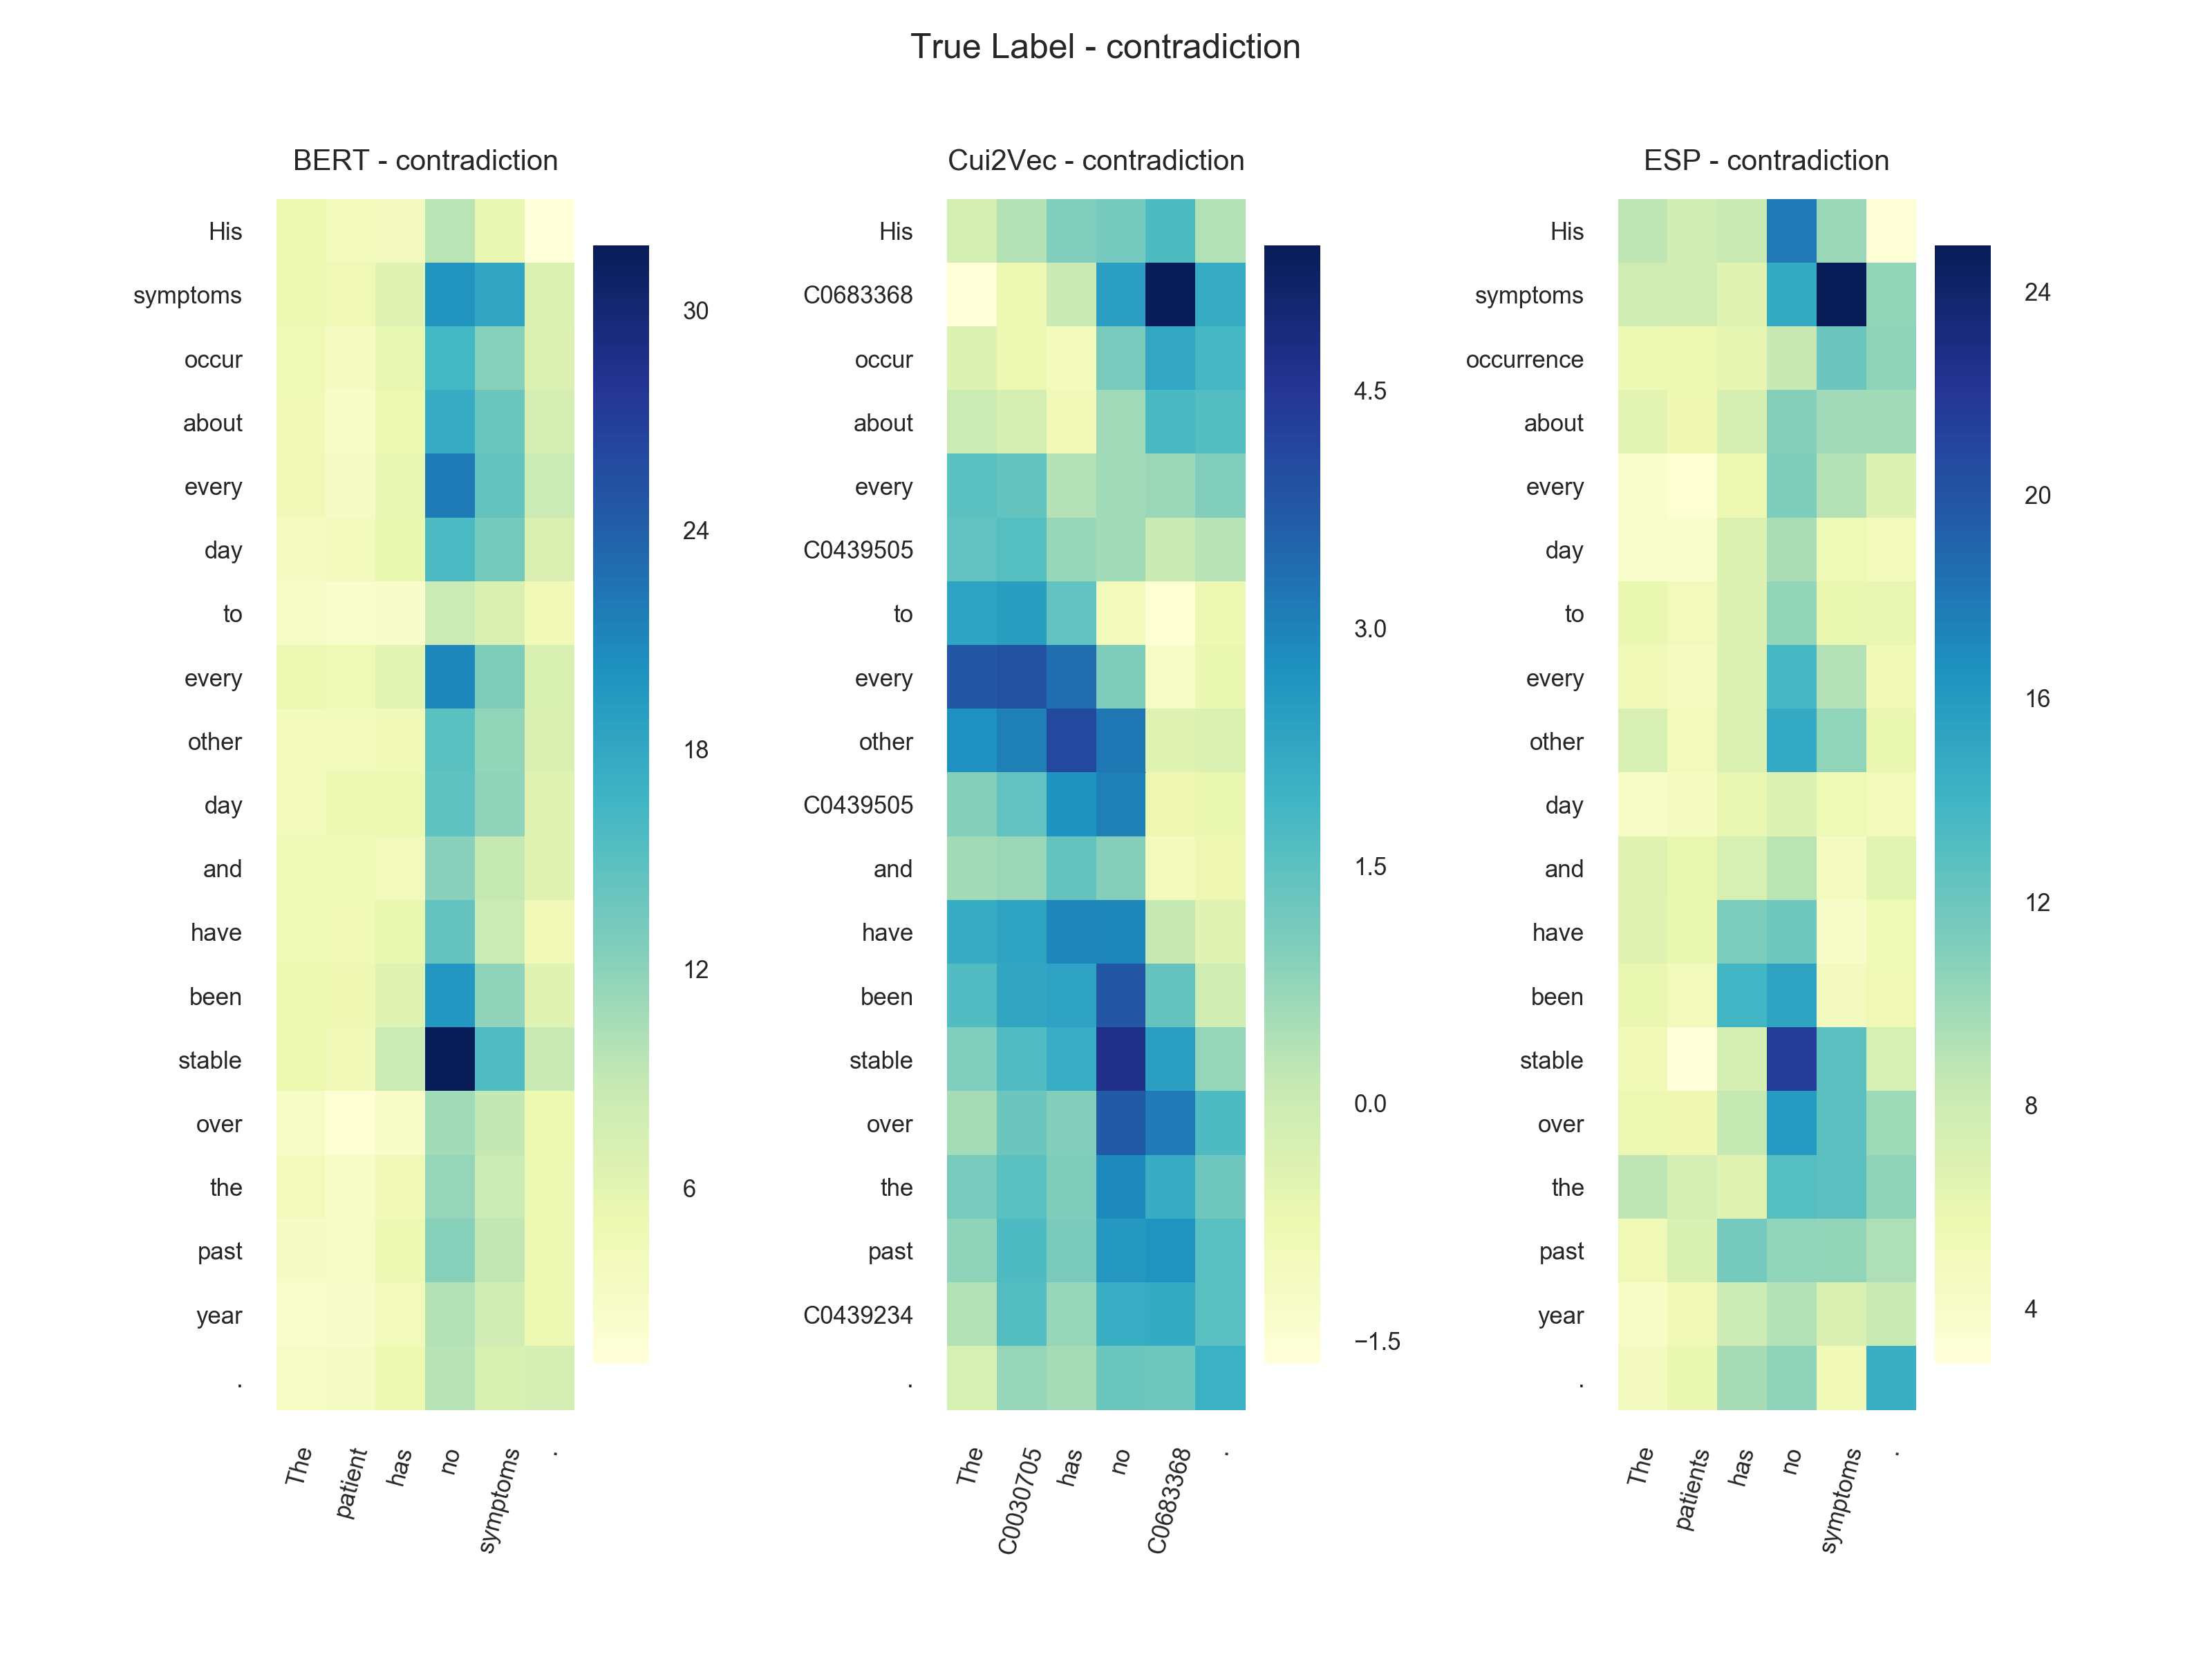 True Label - contradiction
BERT - contradiction
His
symptoms
occur
about
every
day
to
every
other
day
and
have
been
stable
over
the
past
year
.
The
patient
has
no
symptoms
.
30
24
18
12
6
Cui2Vec - contradiction
His
C0683368
occur
about
every
C0439505
to
every
other
C0439505
and
have
been
stable
over
the
past
C0439234
.
The
C0030705
has
no
C0683368
.
4.5
3.0
1.5
0.0
−1.5
ESP - contradiction
His
symptoms
occurrence
about
every
day
to
every
other
day
and
have
been
stable
over
the
past
year
.
The
patients
has
no
symptoms
.
24
20
16
12
8
4